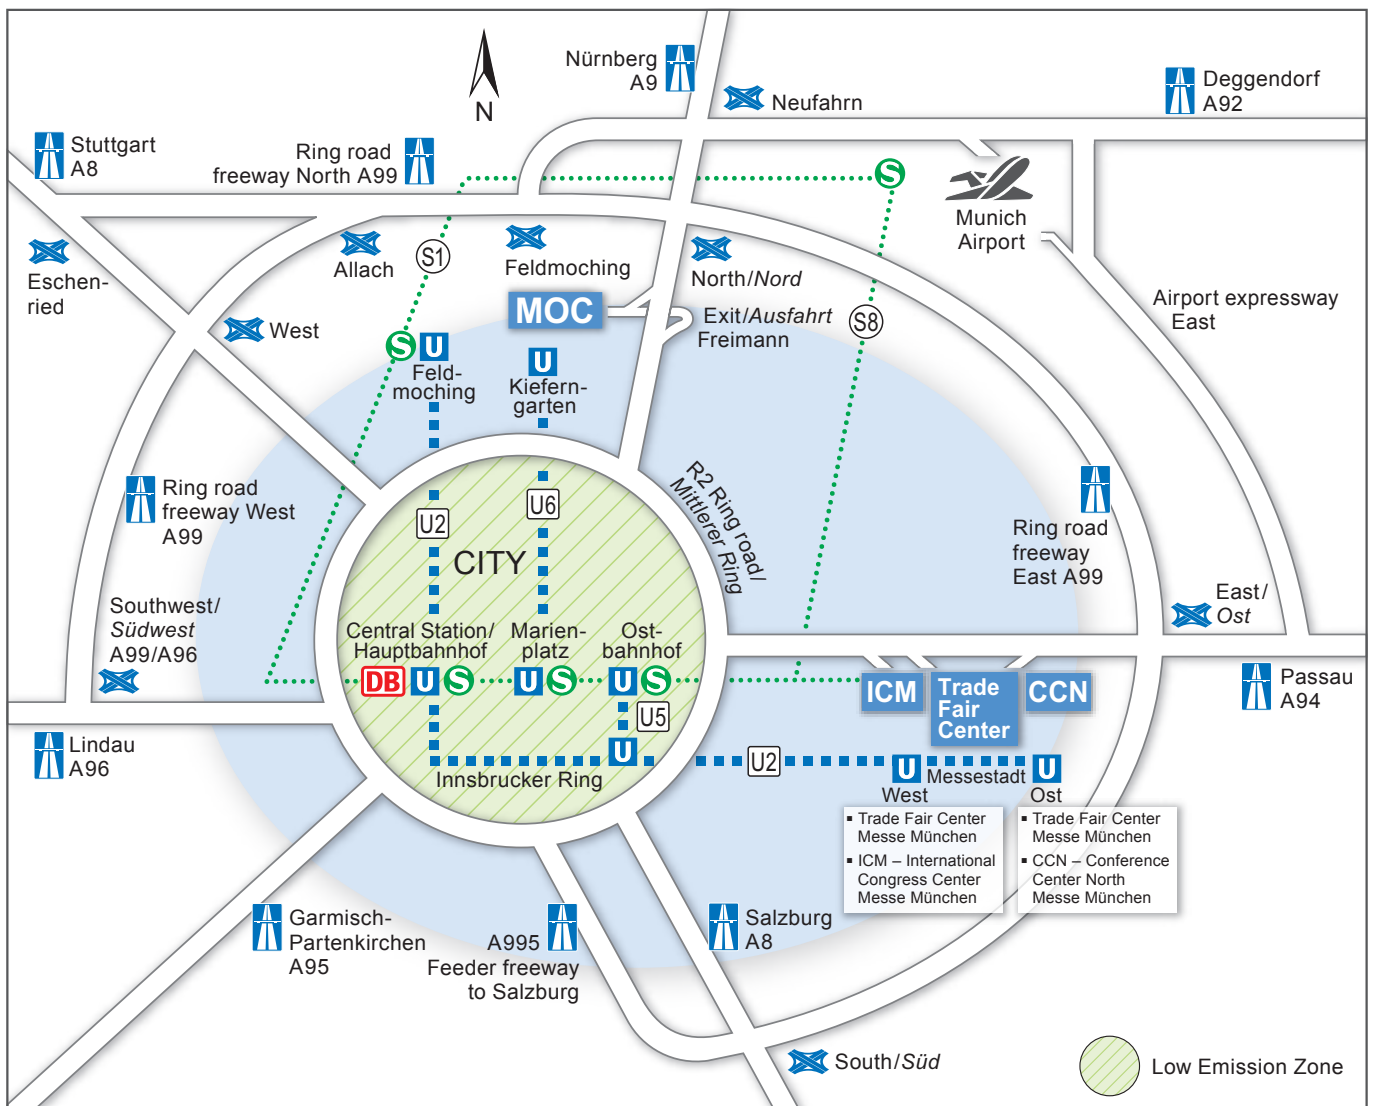 Nürnberg
A9
Neufahrn
Deggendorf
A92
N
Stuttgart
A8
Ring road
freeway North A99
S
Munich
Airport
Eschen-
ried
Allach
S1
Feldmoching
North/Nord
Airport expressway
East
MOC
Exit/Ausfahrt
Freimann
S8
West
S U
Feld-
moching
U
Kiefern-
garten
R2 Ring road/
Mittlerer Ring
Ring road
freeway West
A99
U2
U6
CITY
Ring road
freeway
East A99
East/
Ost
Southwest/
Südwest
A99/A96
Central Station/
Hauptbahnhof
DB U S
Marien-
platz
U S
Ost-
bahnhof
U S
U5
U
Innsbrucker Ring
ICM
Trade
Fair
Center
CCN
Passau
A94
Lindau
A96
U2
U Messestadt U
West
Ost
▪ Trade Fair Center
Messe München
▪ ICM – International
Congress Center
Messe München
▪ Trade Fair Center
Messe München
▪ CCN – Conference
Center North
Messe München
Garmisch-
Partenkirchen
A95
A995
Feeder freeway
to Salzburg
Salzburg
A8
South/Süd
Low Emission Zone